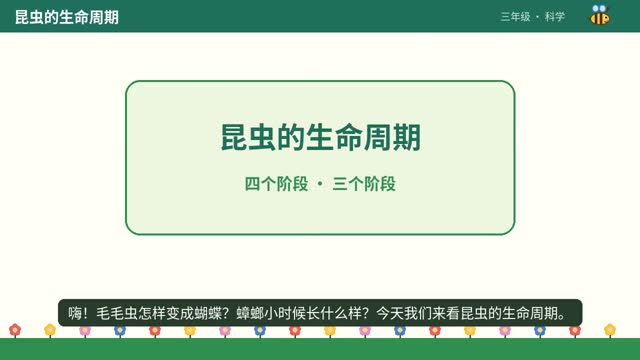 昆虫的生命周期
三年级 · 科学
昆虫的生命周期
四个阶段 · 三个阶段
嗨！毛毛虫怎样变成蝴蝶？蟑螂小时候长什么样？今天我们来看昆虫的生命周期。